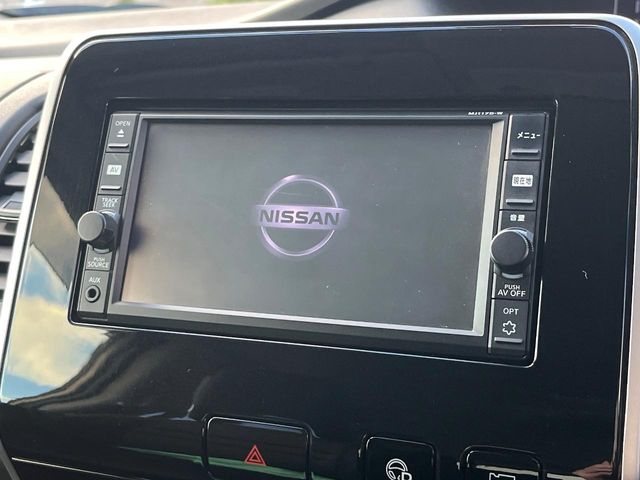 MJ117D-W
OPEN
AV
TRACK
SEEK
PUSH
SOURCE
AUX
NISSAN
メニュー
現在地
音量
PUSH
AV OFF
OPT
P